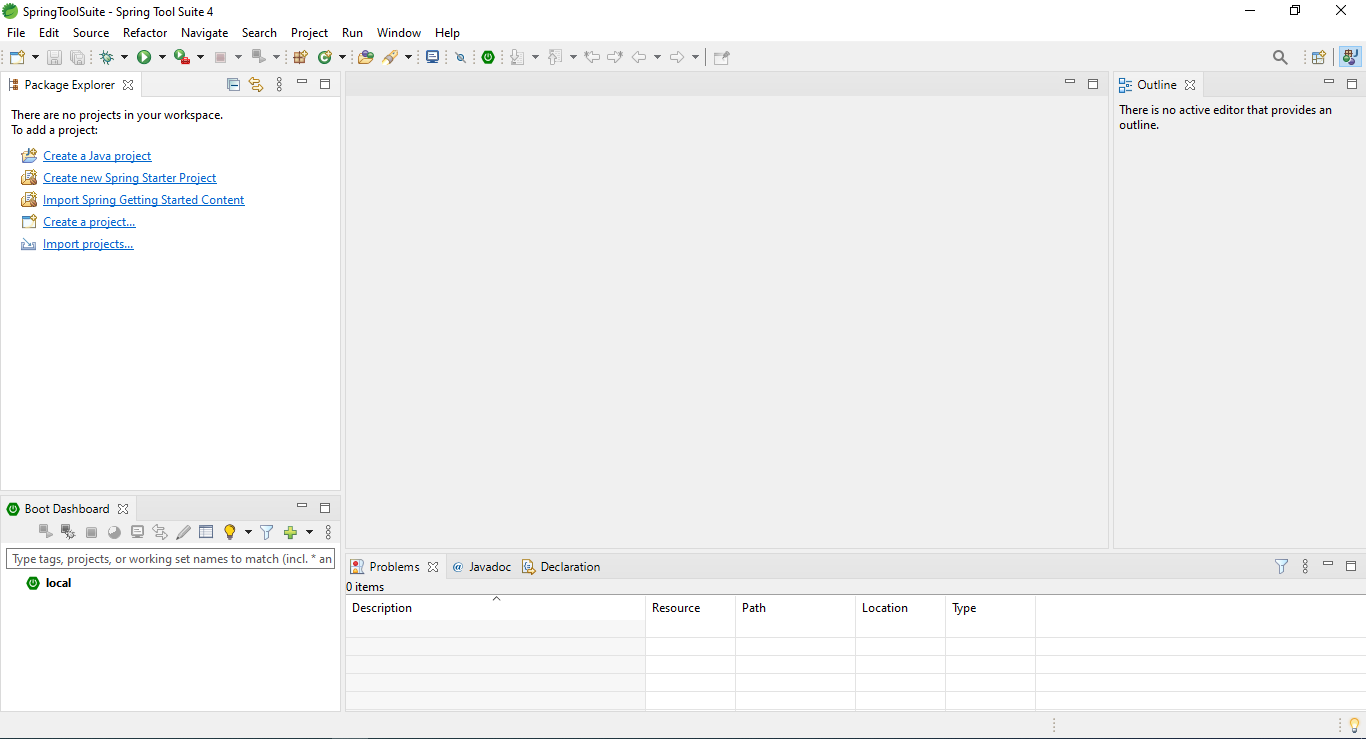 SpringToolSuite - Spring Tool Suite 4
File Edit Source Refactor Navigate Search Project Run Window Help
Package Explorer
There are no projects in your workspace.
To add a project:
Create a Java project
Create new Spring Starter Project
Import Spring Getting Started Content
Create a project...
Import projects...
Outline
There is no active editor that provides an
outline.
Boot Dashboard
Type tags, projects, or working set names to match (incl. * an
local
Problems @ Javadoc Declaration
0 items
Description Resource Path Location Type